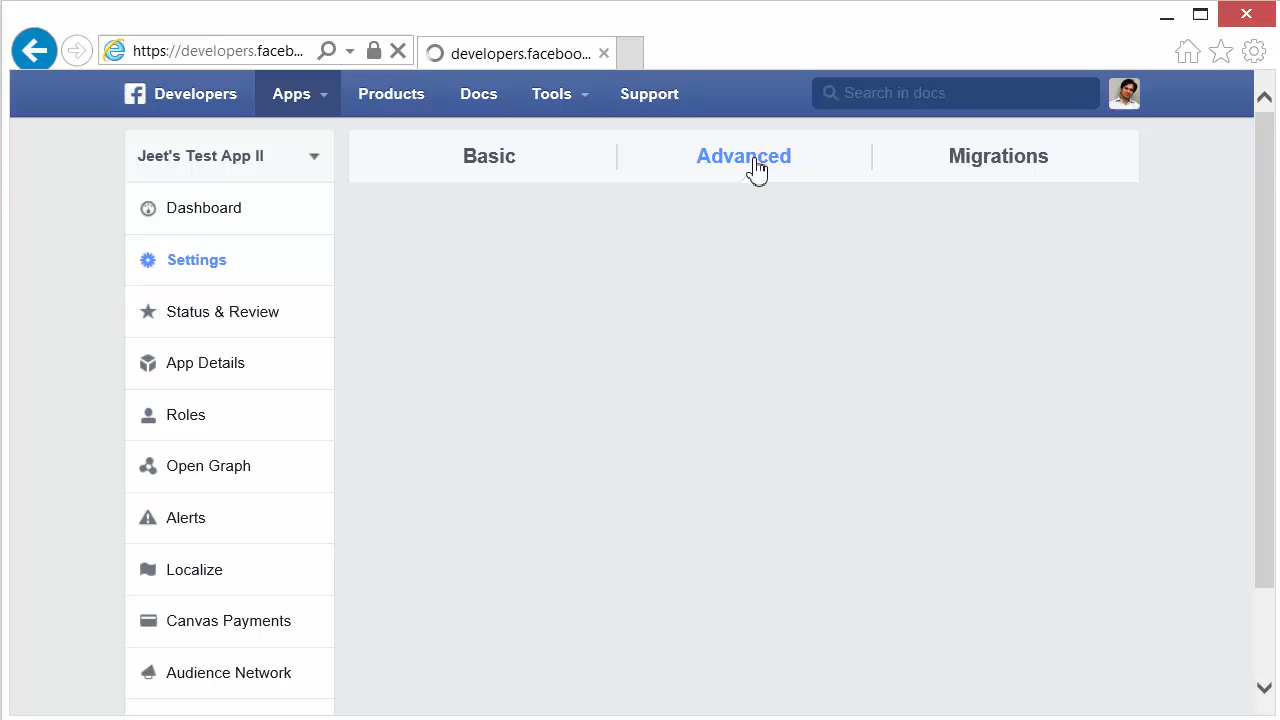 https://developers.faceb...
developers.faceboo...
Developers
Apps
Products
Docs
Tools
Support
Search in docs
Jeet's Test App II
Basic
Advanced
Migrations
Dashboard
Settings
Status & Review
App Details
Roles
Open Graph
Alerts
Localize
Canvas Payments
Audience Network